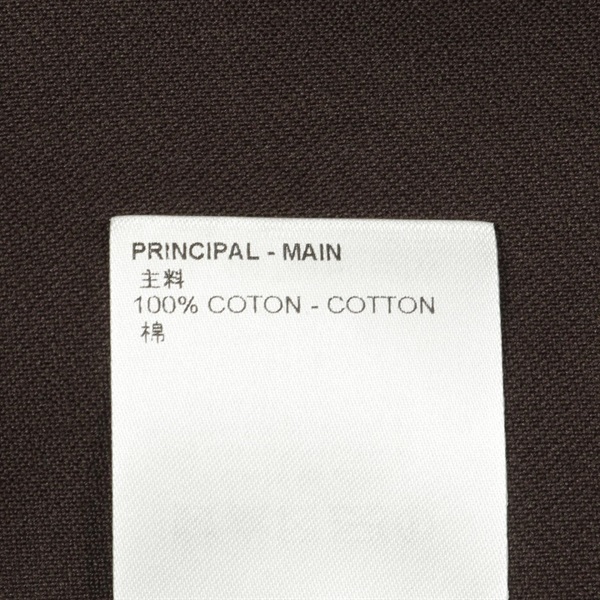 PRINCIPAL - MAIN
主料
100% COTON - COTTON
棉